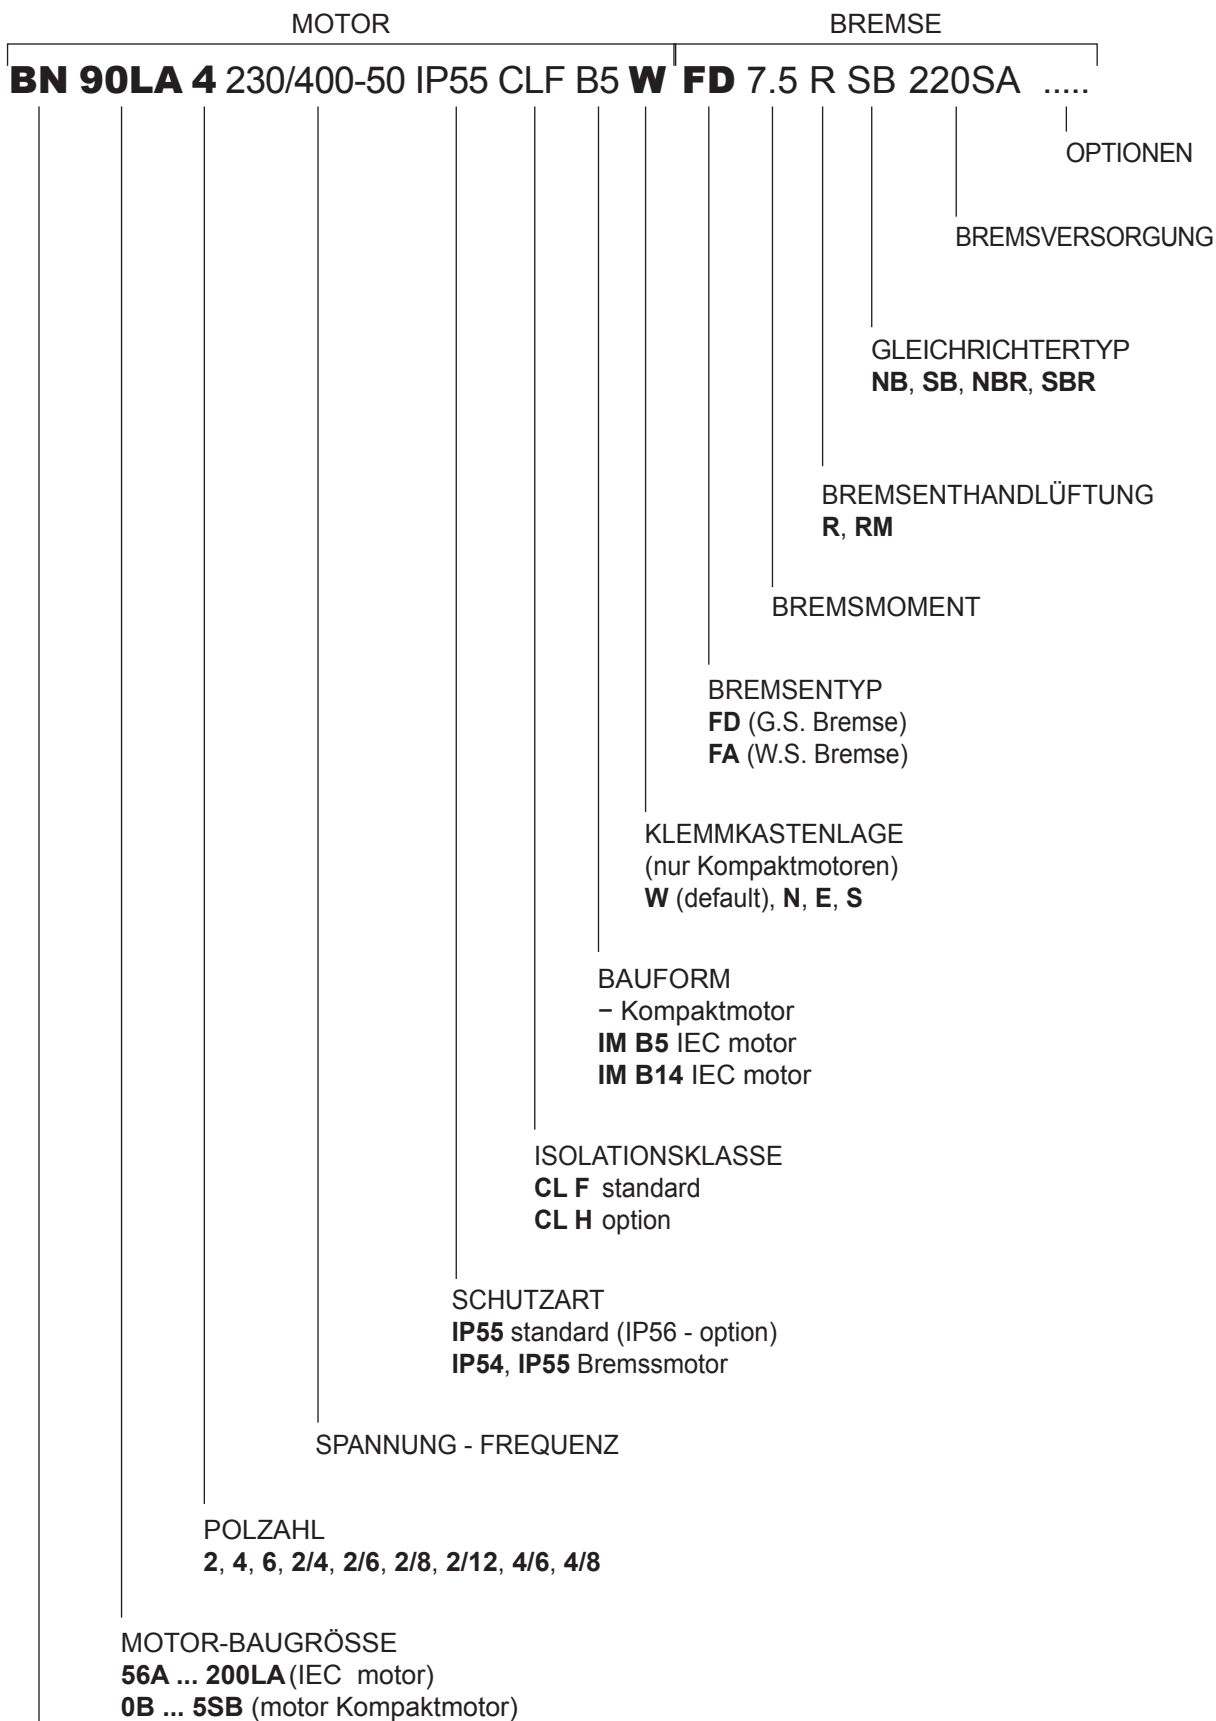 MOTOR BREMSE
BN 90LA 4 230/400-50 IP55 CLF B5 W FD 7.5 R SB 220SA .....
OPTIONEN
BREMSVERSORGUNG
GLEICHRICHTERTYP
NB, SB, NBR, SBR
BREMSENTHANDLÜFTUNG
R, RM
BREMSMOMENT
BREMSENTYP
FD (G.S. Bremse)
FA (W.S. Bremse)
KLEMMKASTENLAGE
(nur Kompaktmotoren)
W (default), N, E, S
BAUFORM
− Kompaktmotor
IM B5 IEC motor
IM B14 IEC motor
ISOLATIONSKLASSE
CL F standard
CL H option
SCHUTZART
IP55 standard (IP56 - option)
IP54, IP55 Bremssmotor
SPANNUNG - FREQUENZ
POLZAHL
2, 4, 6, 2/4, 2/6, 2/8, 2/12, 4/6, 4/8
MOTOR-BAUGRÖSSE
56A ... 200LA (IEC motor)
0B ... 5SB (motor Kompaktmotor)